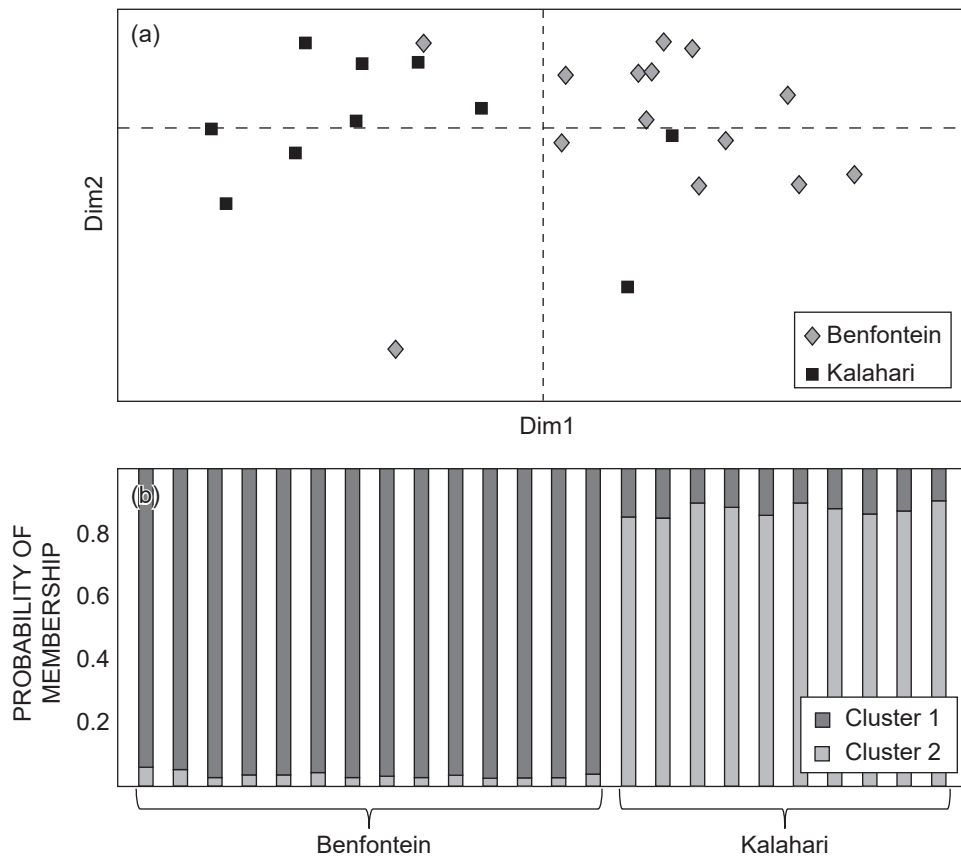 (a)
Dim2
Benfontein
Kalahari
Dim1
(b)
PROBABILITY OF
MEMBERSHIP
0.8
0.6
0.4
0.2
Cluster 1
Cluster 2
Benfontein
Kalahari